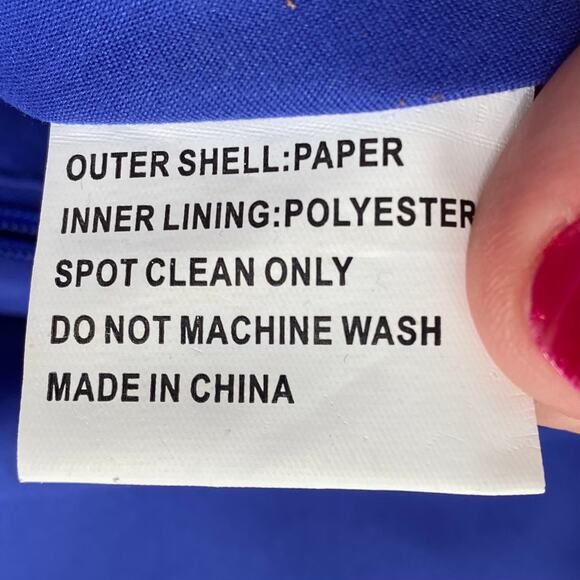 OUTER SHELL:PAPER
INNER LINING:POLYESTER
SPOT CLEAN ONLY
DO NOT MACHINE WASH
MADE IN CHINA